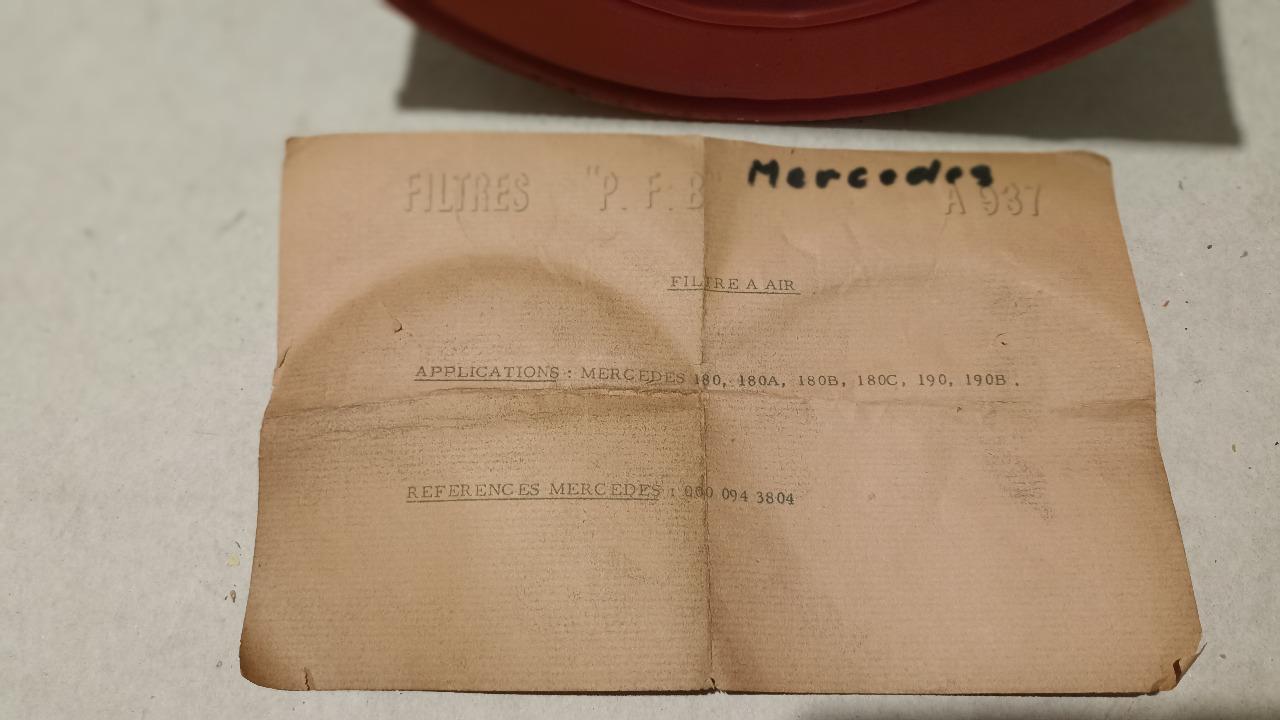 Mercedes
FILTRES "P. F. B" A 937
FILTRE A AIR
APPLICATIONS : MERCEDES 180, 180A, 180B, 180C, 190, 190B .
REFERENCES MERCEDES : 000 094 3804